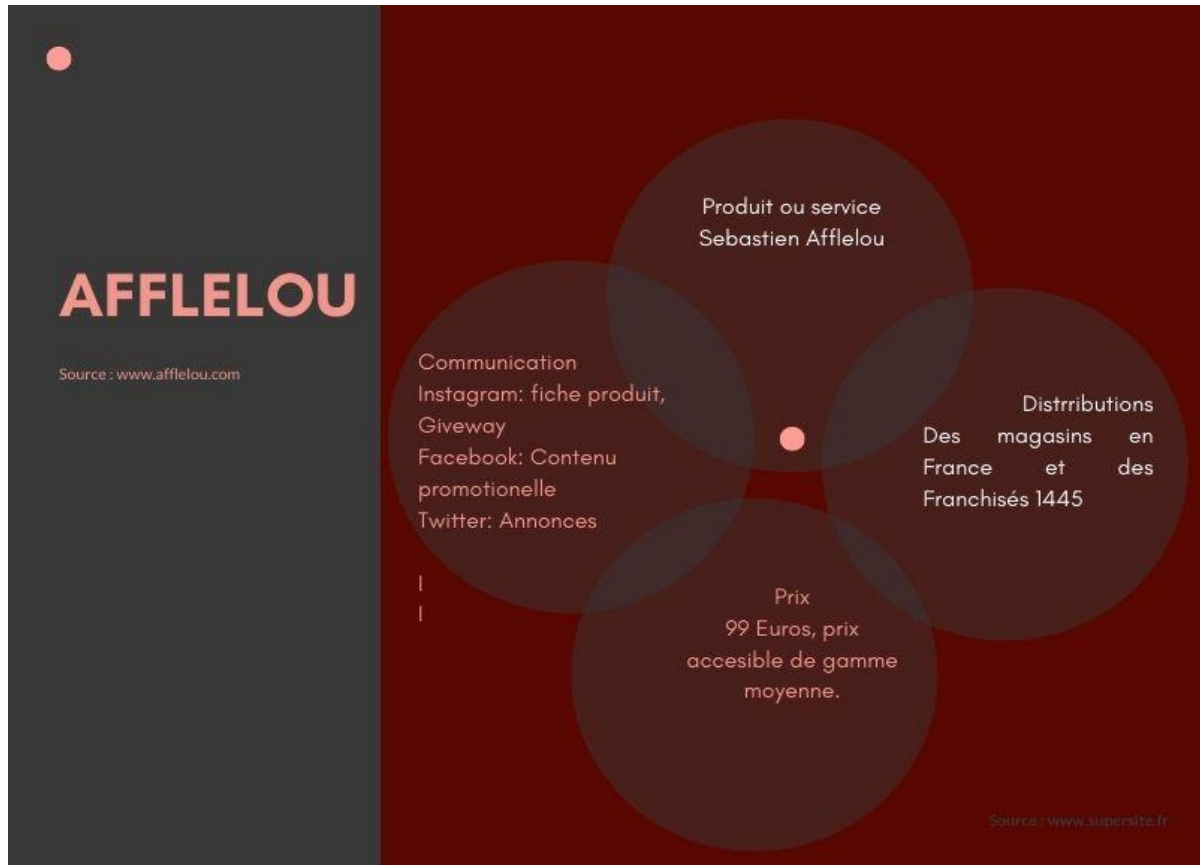 AFFLELOU
Source : www.afflelou.com
Produit ou service
Sebastien Afflelou
Communication
Instagram: fiche produit,
Giveway
Facebook: Contenu
promotionelle
Twitter: Annonces
I
I
Distrributions
Des magasins en
France et des
Franchisés 1445
Prix
99 Euros, prix
accesible de gamme
moyenne.
Source : www.supersite.fr